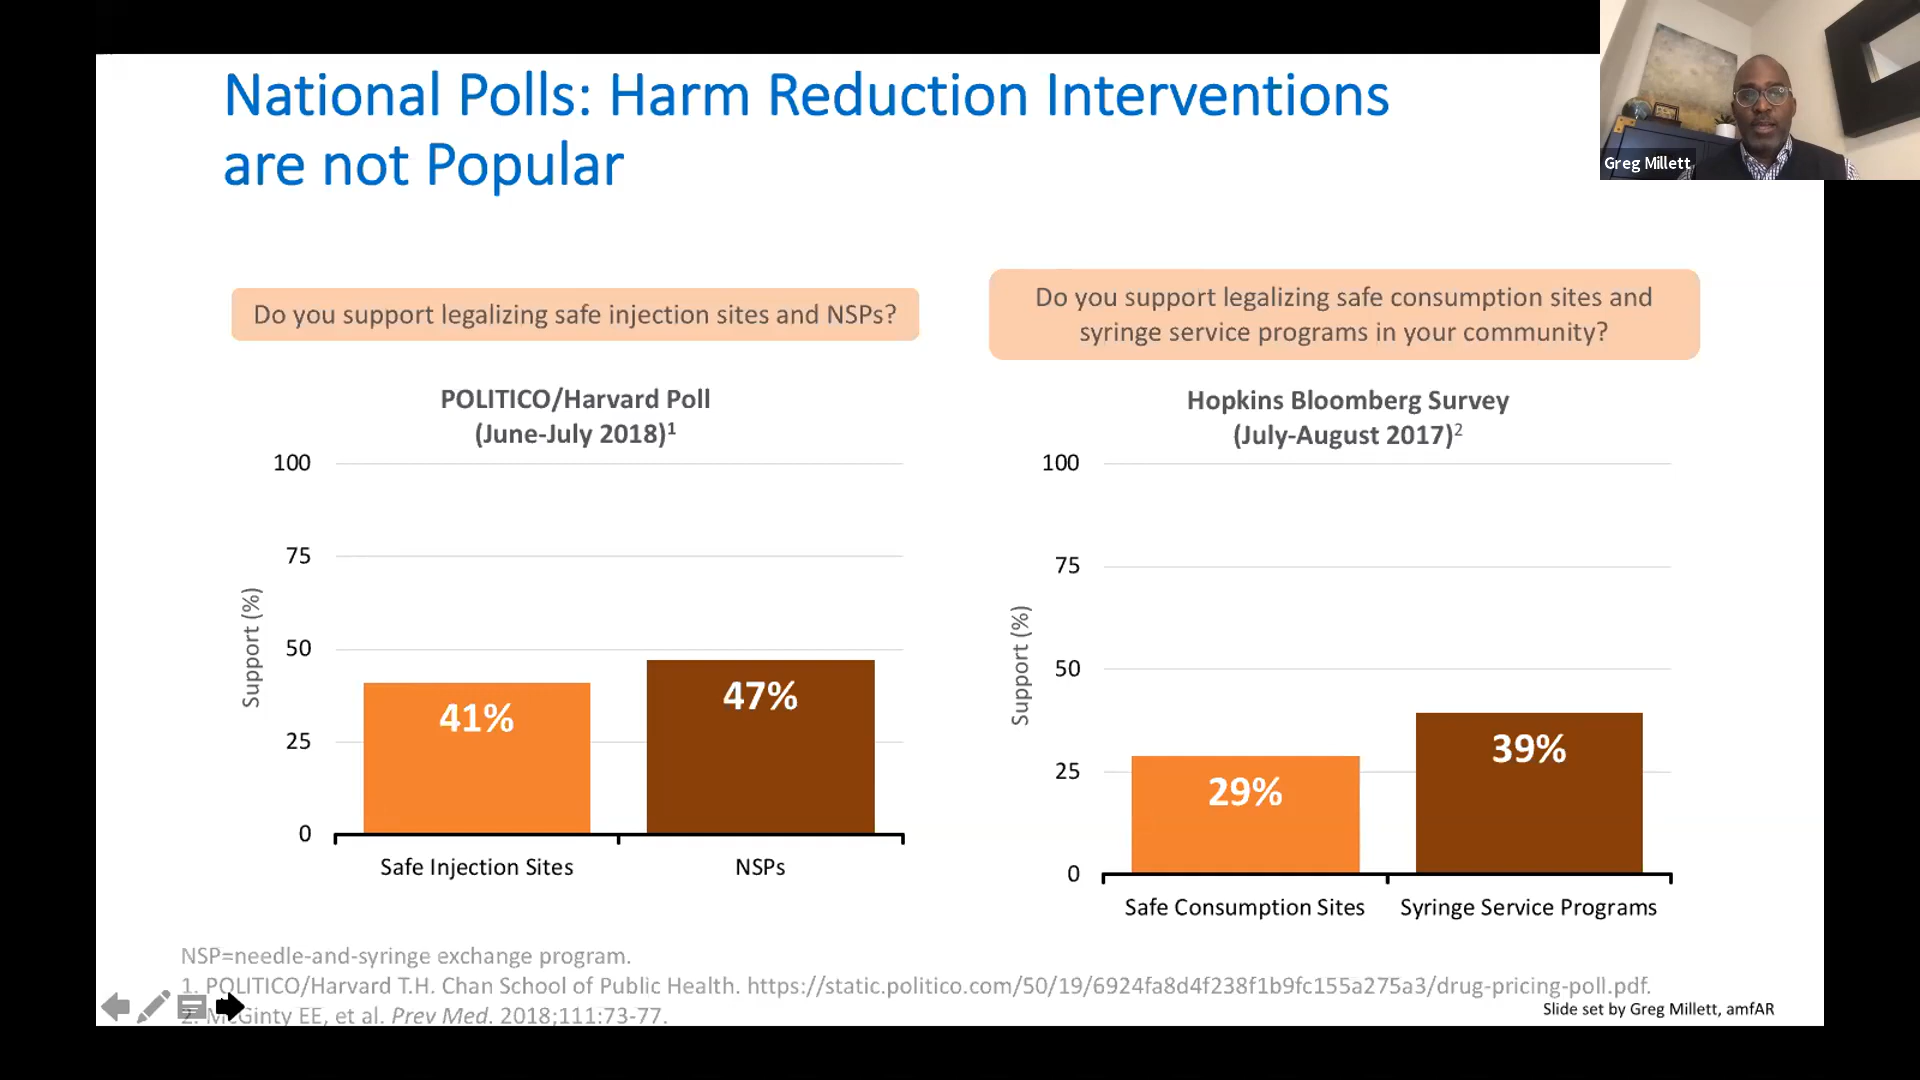 National Polls: Harm Reduction Interventions
are not Popular
Greg Millett
Do you support legalizing safe injection sites and NSPs?
POLITICO/Harvard Poll
(June-July 2018)1
100
75
50
25
0
Support (%)
41%
47%
Safe Injection Sites
NSPs
Do you support legalizing safe consumption sites and
syringe service programs in your community?
Hopkins Bloomberg Survey
(July-August 2017)2
100
75
50
25
0
Support (%)
29%
39%
Safe Consumption Sites
Syringe Service Programs
NSP=needle-and-syringe exchange program.
1. POLITICO/Harvard T.H. Chan School of Public Health. https://static.politico.com/50/19/6924fa8d4f238f1b9fc155a275a3/drug-pricing-poll.pdf.
2. McGinty EE, et al. Prev Med. 2018;111:73-77.
Slide set by Greg Millett, amfAR